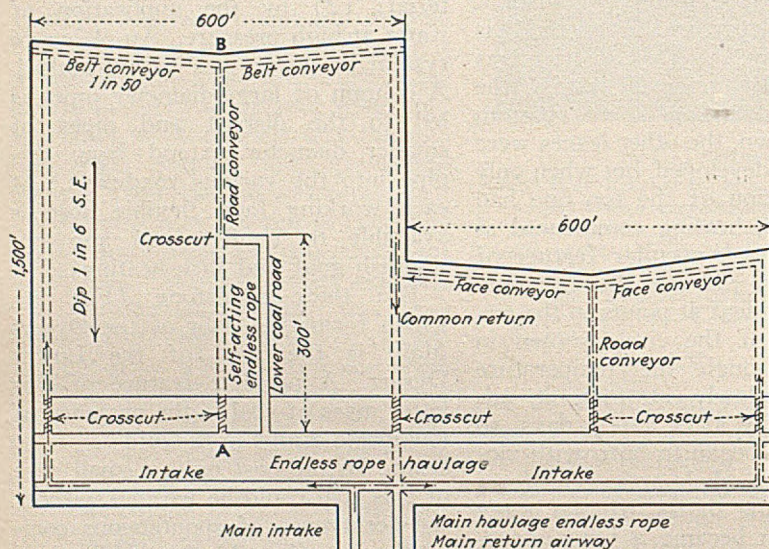 600'
B
Belt conveyor
1 in 50
Belt conveyor
Road conveyor
Dip 1 in 6 S.E.
1,500'
Crosscut
600'
Face conveyor
Face conveyor
Common return
Self-acting
endless rope
Lower coal road
300'
Road
conveyor
Crosscut
Crosscut
Crosscut
A
Intake
Endless rope haulage
Intake
Main intake
Main haulage endless rope
Main return airway